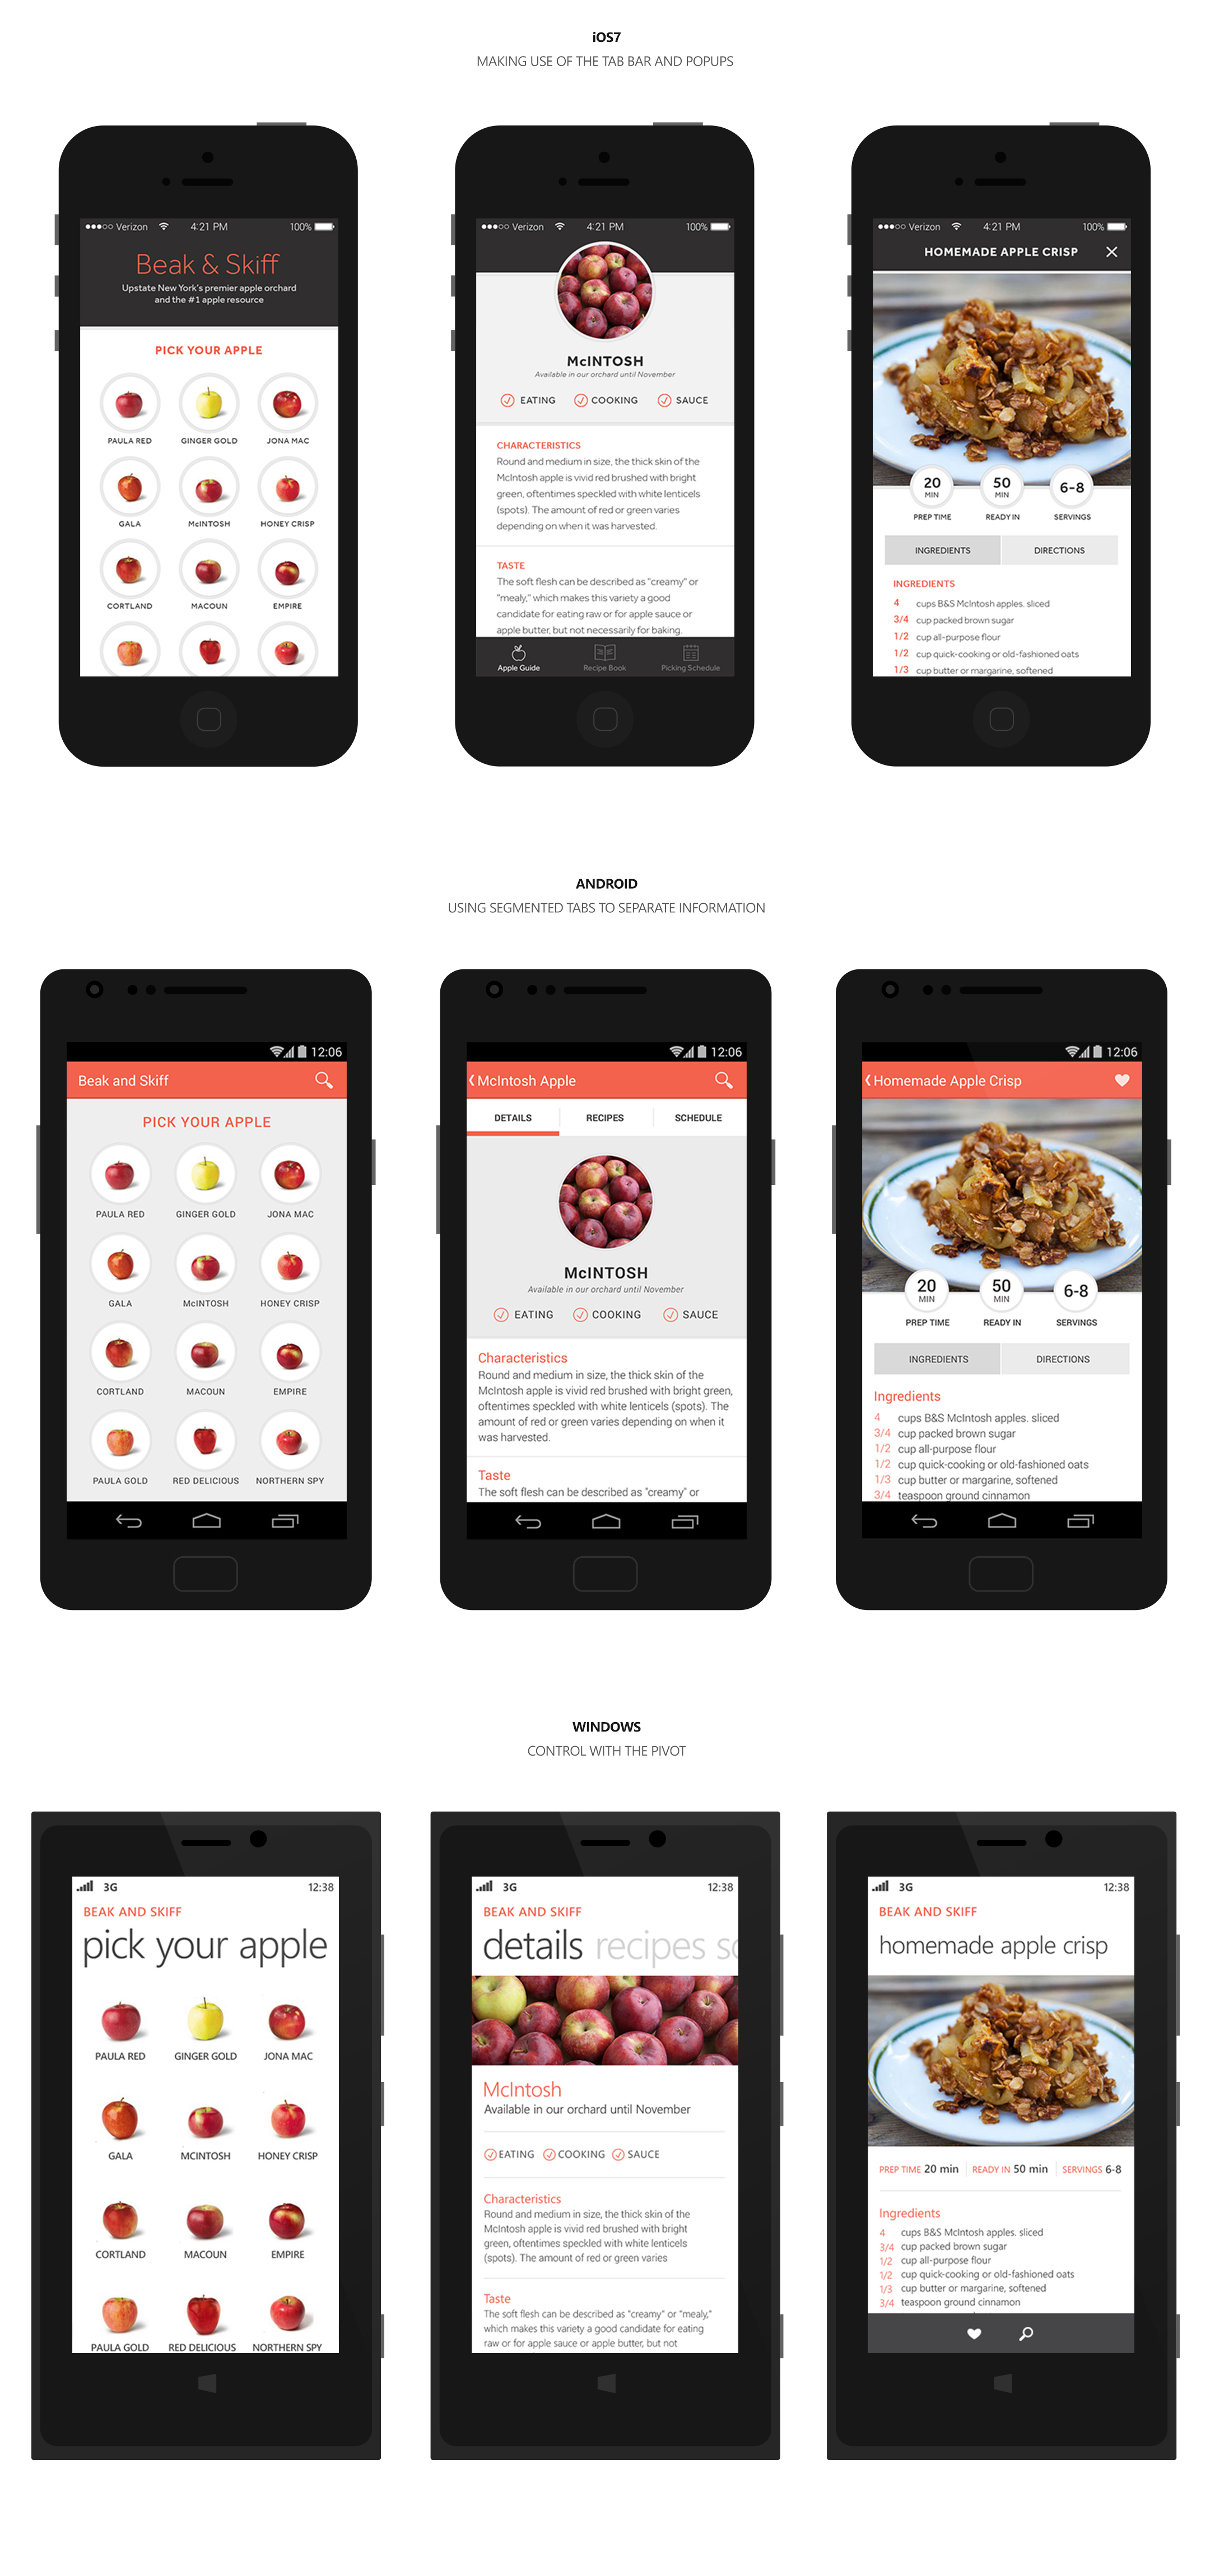 iOS7
MAKING USE OF THE TAB BAR AND POPUPS
Verizon 4:21 PM 100%
Beak & Skiff
Upstate New York's premier apple orchard
and the #1 apple resource
PICK YOUR APPLE
PAULA RED GINGER GOLD JONA MAC
GALA McINTOSH HONEY CRISP
CORTLAND MACOUN EMPIRE
Verizon 4:21 PM 100%
McINTOSH
Available in our orchard until November
EATING COOKING SAUCE
CHARACTERISTICS
Round and medium in size, the thick skin of the
McIntosh apple is vivid red brushed with bright
green, oftentimes speckled with white lenticels
(spots). The amount of red or green varies
depending on when it was harvested.
TASTE
The soft flesh can be described as "creamy" or
"mealy," which makes this variety a good
candidate for eating raw or for apple sauce or
apple butter, but not necessarily for baking.
Apple Guide Recipe Book Picking Schedule
Verizon 4:21 PM 100%
HOMEMADE APPLE CRISP
20 MIN 50 MIN 6-8
PREP TIME READY IN SERVINGS
INGREDIENTS DIRECTIONS
INGREDIENTS
4 cups B&S McIntosh apples. sliced
3/4 cup packed brown sugar
1/2 cup all-purpose flour
1/2 cup quick-cooking or old-fashioned oats
1/3 cup butter or margarine, softened
ANDROID
USING SEGMENTED TABS TO SEPARATE INFORMATION
12:06
Beak and Skiff
PICK YOUR APPLE
PAULA RED GINGER GOLD JONA MAC
GALA McINTOSH HONEY CRISP
CORTLAND MACOUN EMPIRE
PAULA GOLD RED DELICIOUS NORTHERN SPY
12:06
McIntosh Apple
DETAILS RECIPES SCHEDULE
McINTOSH
Available in our orchard until November
EATING COOKING SAUCE
Characteristics
Round and medium in size, the thick skin of the
McIntosh apple is vivid red brushed with bright green,
oftentimes speckled with white lenticels (spots). The
amount of red or green varies depending on when it
was harvested.
Taste
The soft flesh can be described as "creamy" or
12:06
Homemade Apple Crisp
20 MIN 50 MIN 6-8
PREP TIME READY IN SERVINGS
INGREDIENTS DIRECTIONS
Ingredients
4 cups B&S McIntosh apples. sliced
3/4 cup packed brown sugar
1/2 cup all-purpose flour
1/2 cup quick-cooking or old-fashioned oats
1/3 cup butter or margarine, softened
3/4 teaspoon ground cinnamon
WINDOWS
CONTROL WITH THE PIVOT
3G 12:38
BEAK AND SKIFF
pick your apple
PAULA RED GINGER GOLD JONA MAC
GALA MCINTOSH HONEY CRISP
CORTLAND MACOUN EMPIRE
PAULA GOLD RED DELICIOUS NORTHERN SPY
3G 12:38
BEAK AND SKIFF
details recipes sc
McIntosh
Available in our orchard until November
EATING COOKING SAUCE
Characteristics
Round and medium in size, the thick skin of the
McIntosh apple is vivid red brushed with bright
green, oftentimes speckled with white lenticels
(spots). The amount of red or green varies
Taste
The soft flesh can be described as "creamy" or "mealy,"
which makes this variety a good candidate for eating
raw or for apple sauce or apple butter, but not
3G 12:38
BEAK AND SKIFF
homemade apple crisp
PREP TIME 20 min READY IN 50 min SERVINGS 6-8
Ingredients
4 cups B&S McIntosh apples. sliced
3/4 cup packed brown sugar
1/2 cup all-purpose flour
1/2 cup quick-cooking or old-fashioned oats
1/3 cup butter or margarine, softened
3/4 teaspoon ground cinnamon